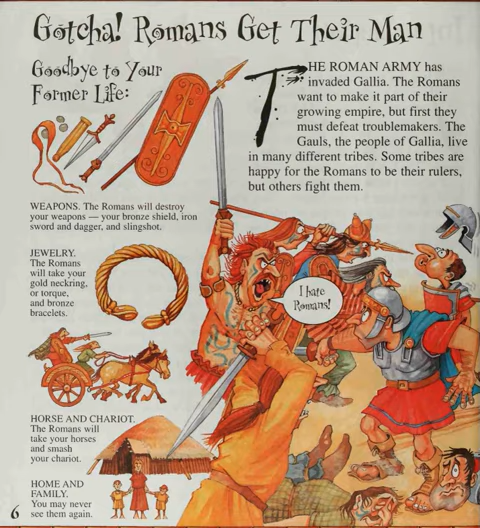 Gotcha! Romans Get Their Man
Goodbye to Your
Former Life:
THE ROMAN ARMY has
invaded Gallia. The Romans
want to make it part of their
growing empire, but first they
must defeat troublemakers. The
Gauls, the people of Gallia, live
in many different tribes. Some tribes are
happy for the Romans to be their rulers,
but others fight them.
WEAPONS. The Romans will destroy
your weapons — your bronze shield, iron
sword and dagger, and slingshot.
JEWELRY.
The Romans
will take your
gold neckring,
or torque,
and bronze
bracelets.
I hate
Romans!
HORSE AND CHARIOT.
The Romans will
take your horses
and smash
your chariot.
HOME AND
FAMILY.
You may never
see them again.
6